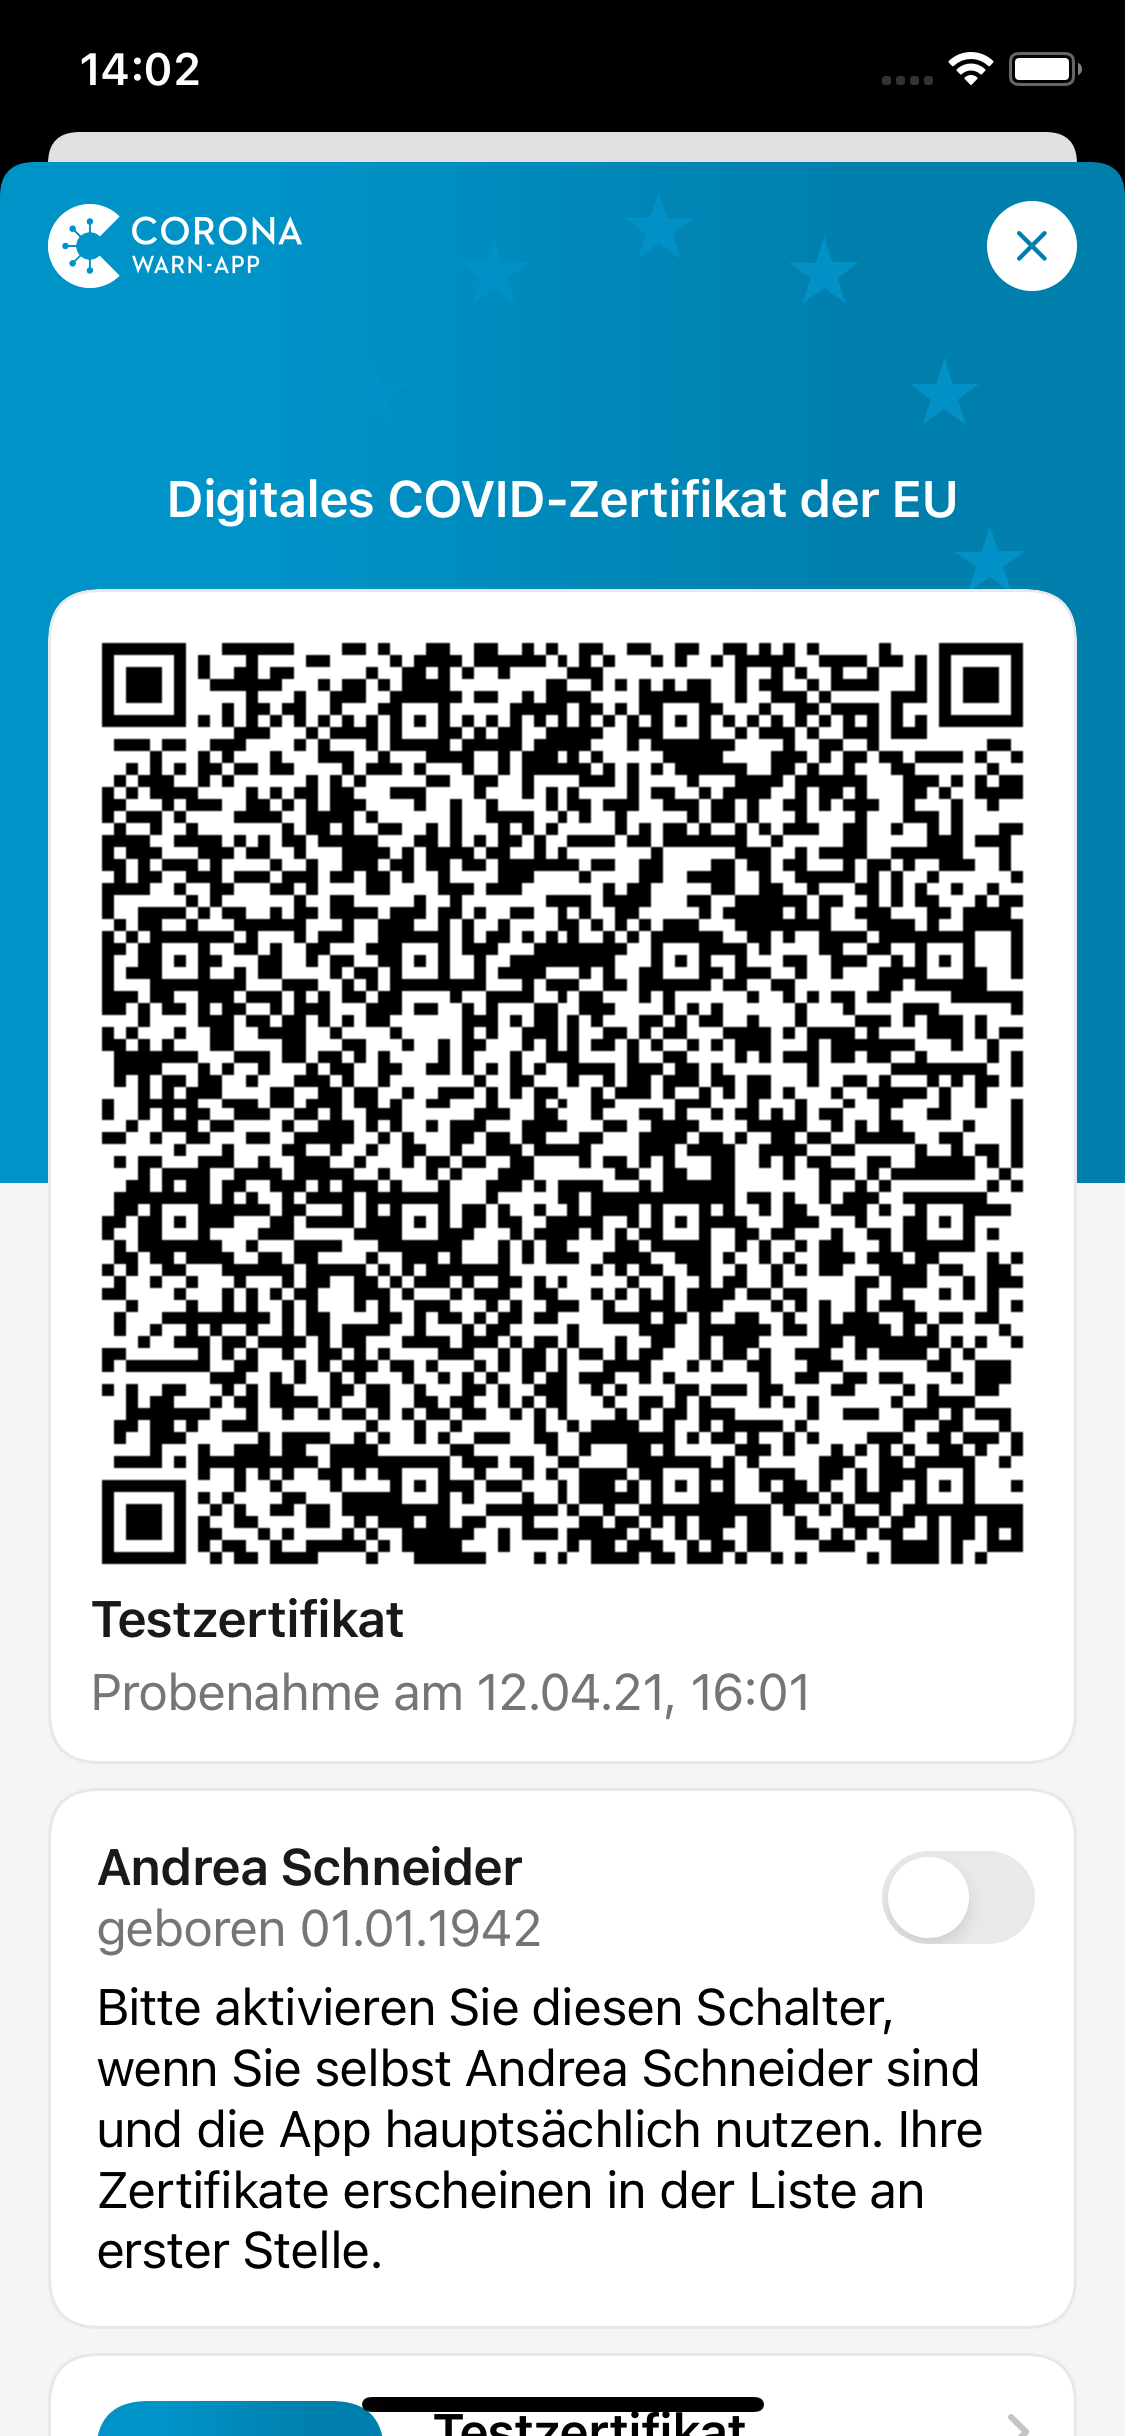 14:02
CORONA
WARN-APP
Digitales COVID-Zertifikat der EU
Testzertifikat
Probenahme am 12.04.21, 16:01
Andrea Schneider
geboren 01.01.1942
Bitte aktivieren Sie diesen Schalter,
wenn Sie selbst Andrea Schneider sind
und die App hauptsächlich nutzen. Ihre
Zertifikate erscheinen in der Liste an
erster Stelle.
Testzertifikat